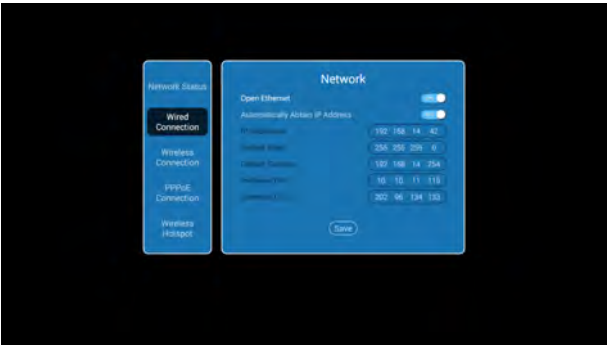 Network Status
Wired
Connection
Wireless
Connection
PPPoE
Connection
Wireless
Hotspot
Network
Open Ethernet
Automatically Obtain IP Address
192 168 14 42
255 255 255 0
192 168 14 254
10 10 11 110
202 96 134 133
Save